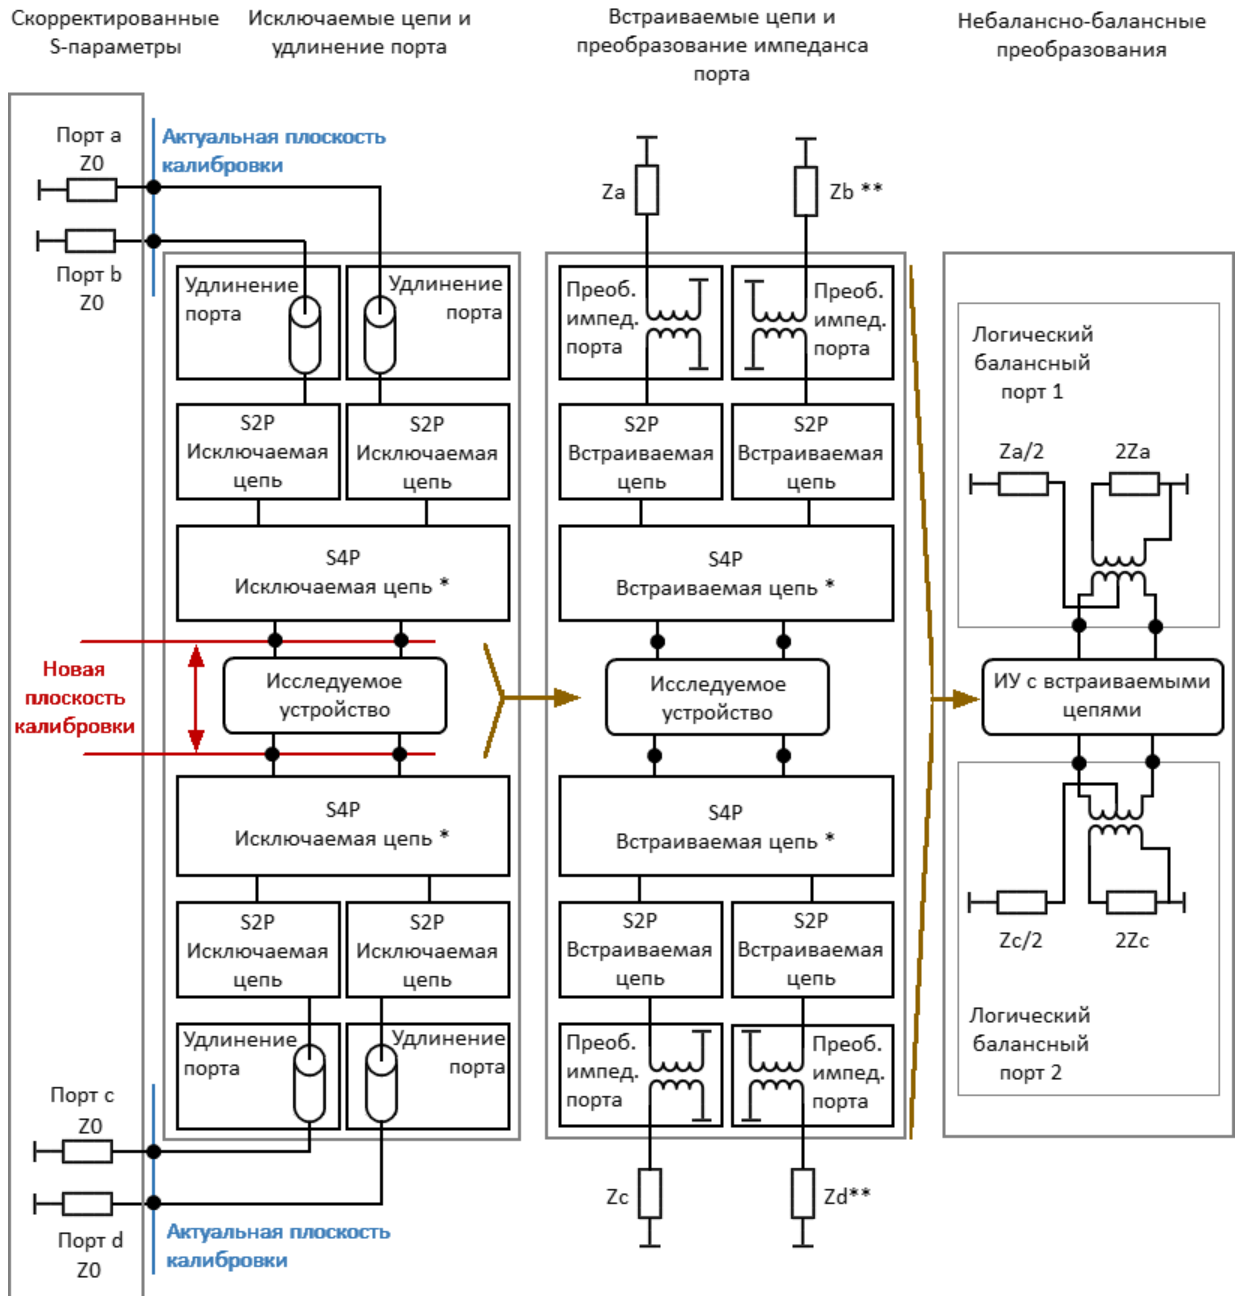 Скорректированные
S-параметры
Исключаемые цепи и
удлинение порта
Встраиваемые цепи и
преобразование импеданса
порта
Небалансно-балансные
преобразования
Порт a
Z0
Порт b
Z0
Актуальная плоскость
калибровки
Удлинение
порта
Удлинение
порта
S2P
Исключаемая
цепь
S2P
Исключаемая
цепь
S4P
Исключаемая цепь *
Новая
плоскость
калибровки
Исследуемое
устройство
S4P
Исключаемая цепь *
S2P
Исключаемая
цепь
S2P
Исключаемая
цепь
Удлинение
порта
Удлинение
порта
Порт c
Z0
Порт d
Z0
Актуальная плоскость
калибровки
Za
Zb **
Преоб.
импед.
порта
Преоб.
импед.
порта
S2P
Встраиваемая
цепь
S2P
Встраиваемая
цепь
S4P
Встраиваемая цепь *
Исследуемое
устройство
S4P
Встраиваемая цепь *
S2P
Встраиваемая
цепь
S2P
Встраиваемая
цепь
Преоб.
импед.
порта
Преоб.
импед.
порта
Zc
Zd**
Логический
балансный
порт 1
Za/2
2Za
ИУ с встраиваемыми
цепями
Zc/2
2Zc
Логический
балансный
порт 2